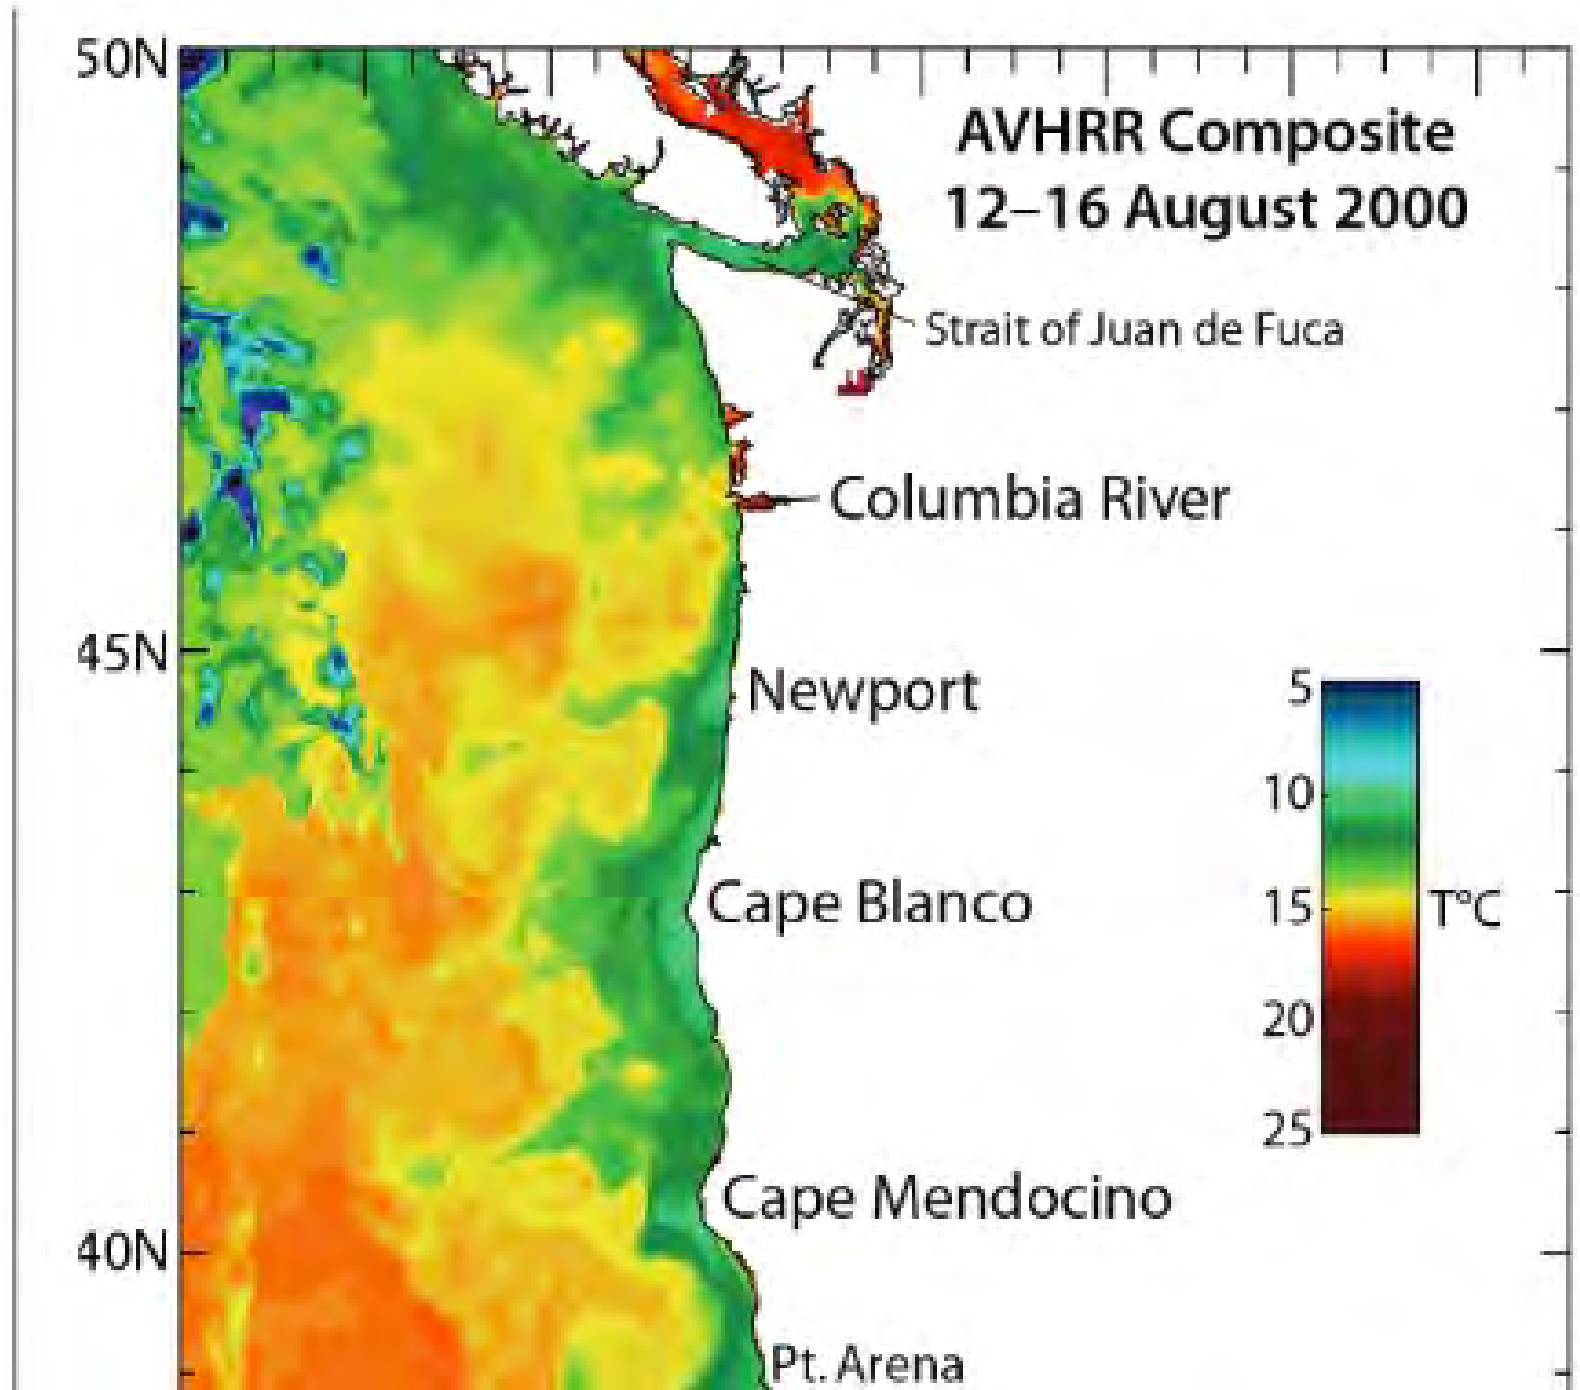 50N
AVHRR Composite
12–16 August 2000
Strait of Juan de Fuca
Columbia River
45N
Newport
5
10
15
T°C
20
25
Cape Blanco
Cape Mendocino
40N
Pt. Arena